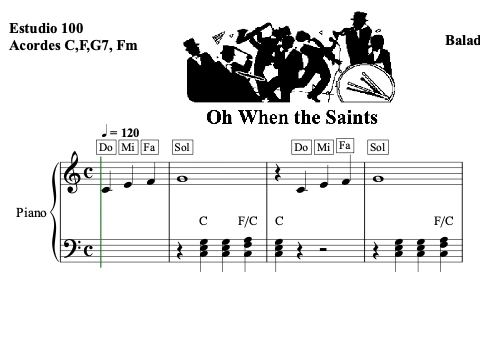 Estudio 100
Acordes C,F,G7, Fm
Balad
Oh When the Saints
♩ = 120
Do Mi Fa Sol Do Mi Fa Sol
Piano
C F/C C F/C